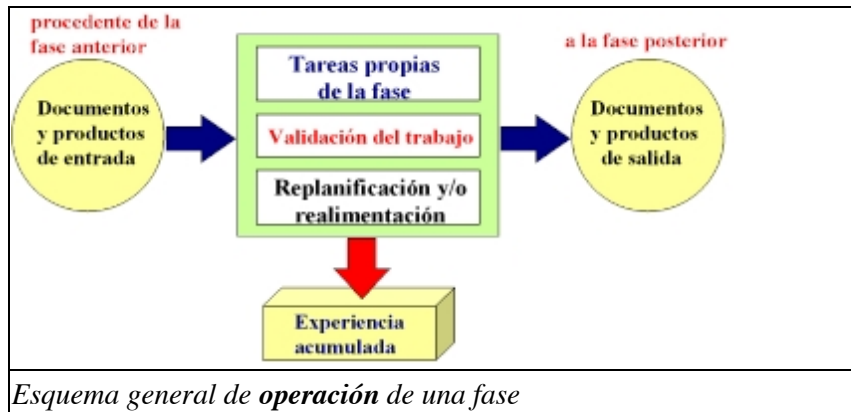 procedente de la
fase anterior
Documentos
y productos
de entrada
Tareas propias
de la fase
Validación del trabajo
Replanificación y/o
realimentación
a la fase posterior
Documentos
y productos
de salida
Experiencia
acumulada
Esquema general de operación de una fase